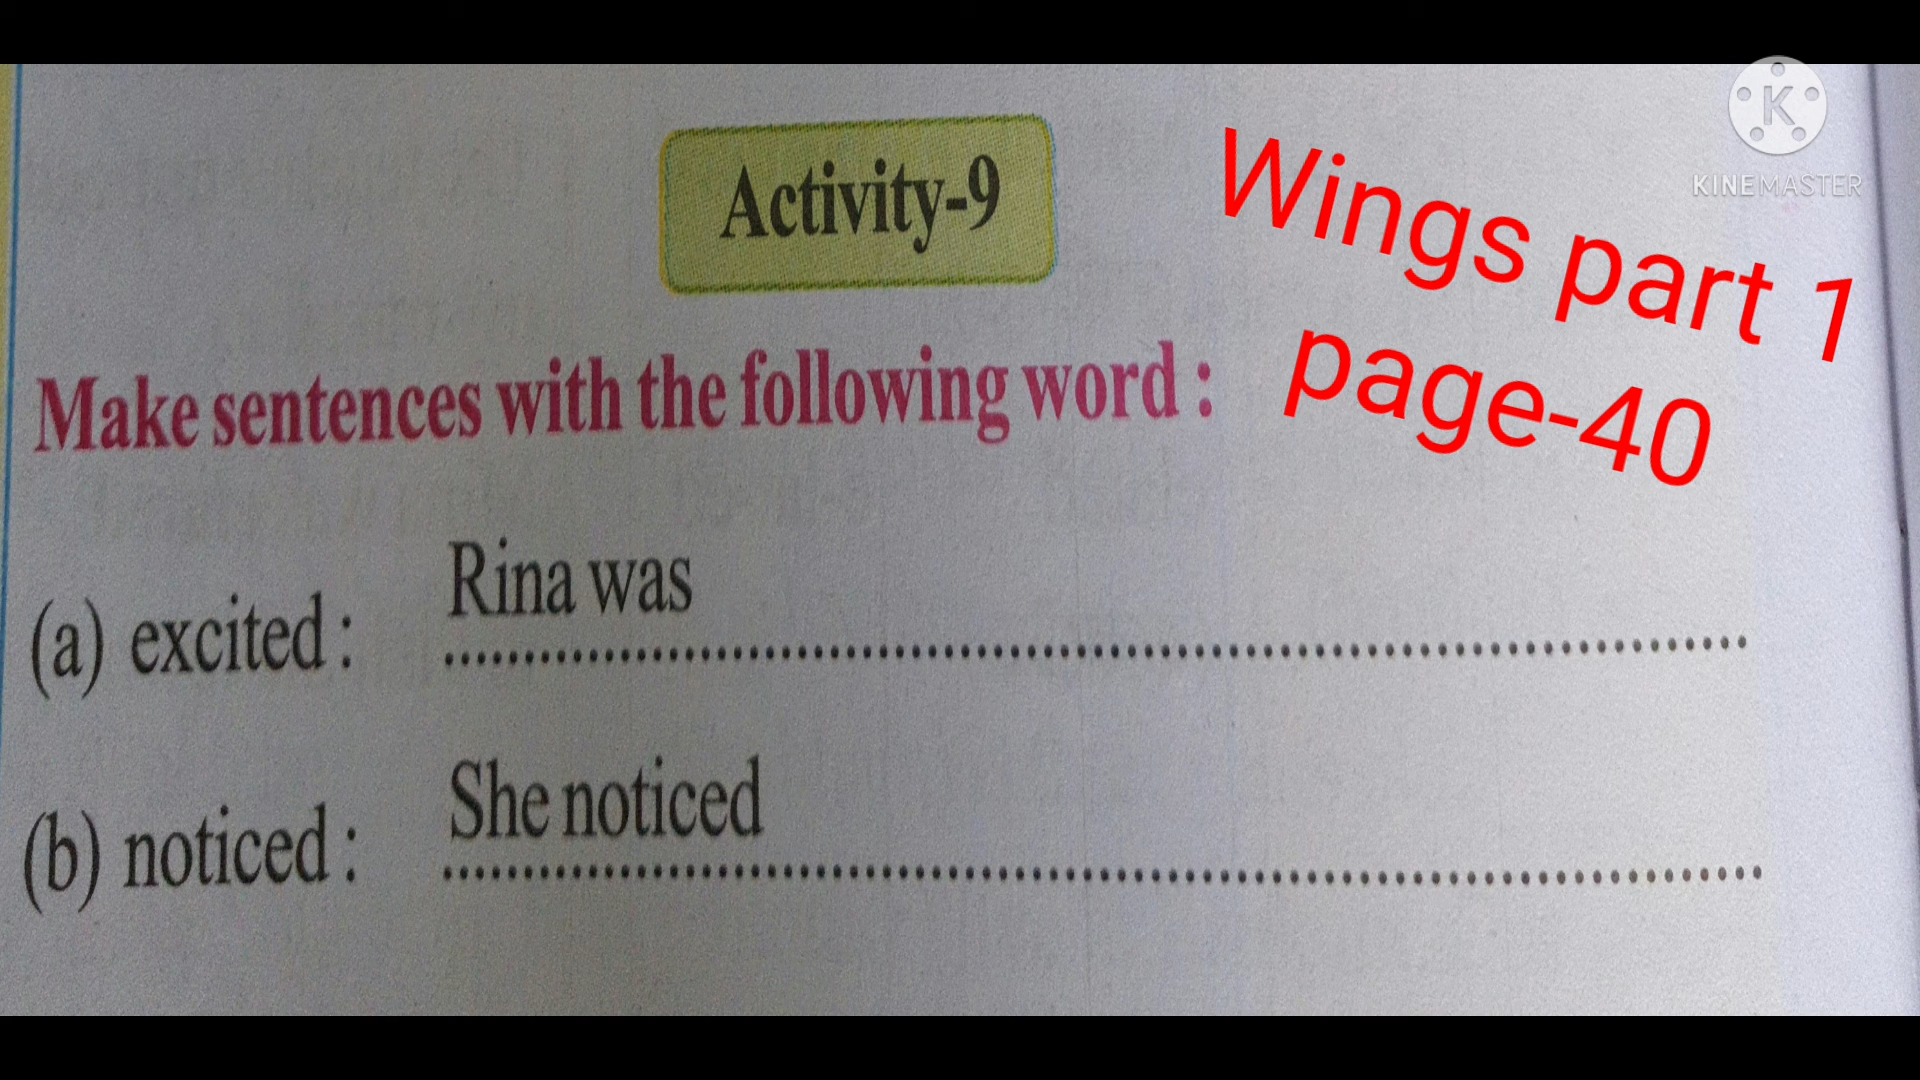 Activity-9
Wings part 1
page-40
K
KINEMASTER
Make sentences with the following word :
(a) excited : Rina was ........................................................................
(b) noticed : She noticed ........................................................................